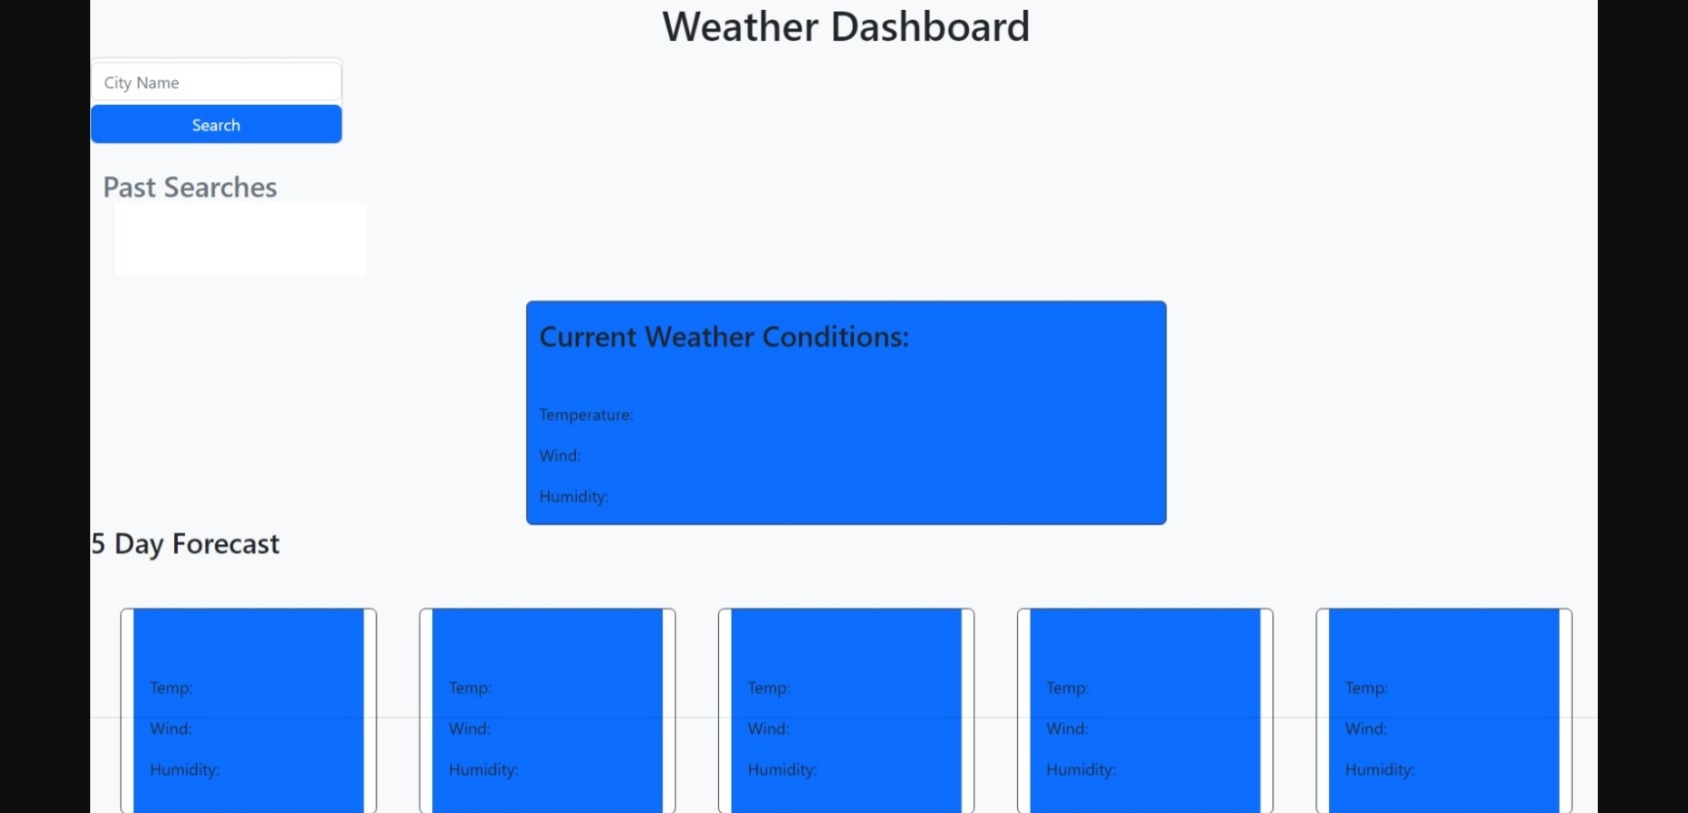 Weather Dashboard
City Name
Search
Past Searches
Current Weather Conditions:
Temperature:
Wind:
Humidity:
5 Day Forecast
Temp:
Wind:
Humidity:
Temp:
Wind:
Humidity:
Temp:
Wind:
Humidity:
Temp:
Wind:
Humidity:
Temp:
Wind:
Humidity: